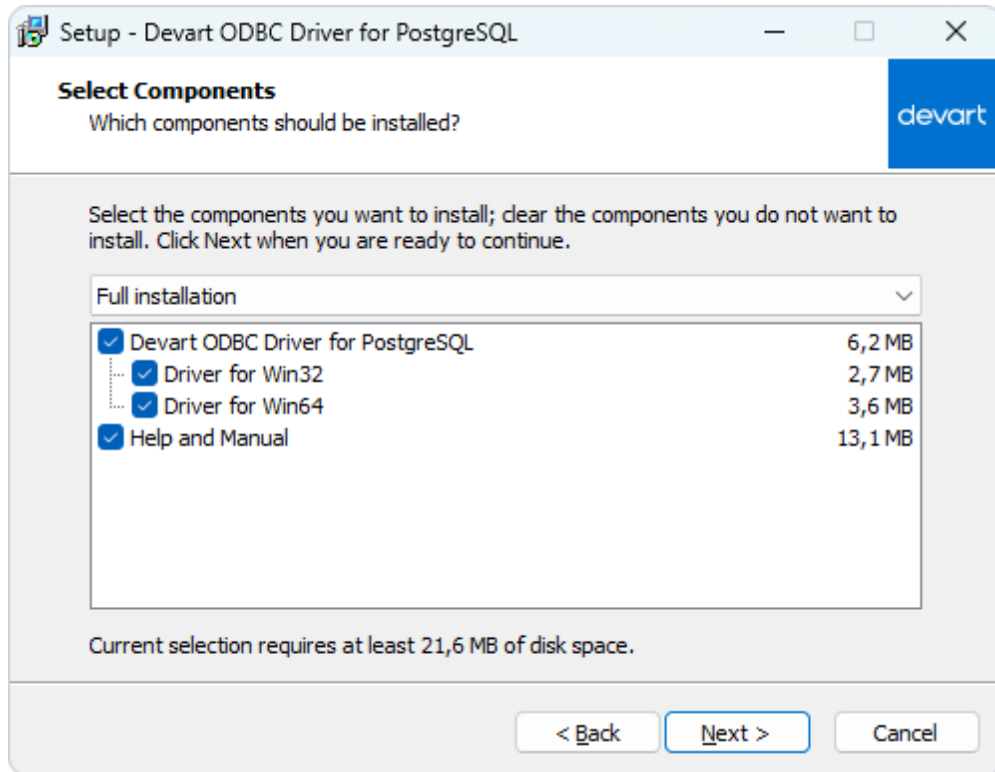 Setup - Devart ODBC Driver for PostgreSQL
Select Components
Which components should be installed?
devart
Select the components you want to install; clear the components you do not want to
install. Click Next when you are ready to continue.
Full installation
Devart ODBC Driver for PostgreSQL 6,2 MB
Driver for Win32 2,7 MB
Driver for Win64 3,6 MB
Help and Manual 13,1 MB
Current selection requires at least 21,6 MB of disk space.
< Back Next > Cancel